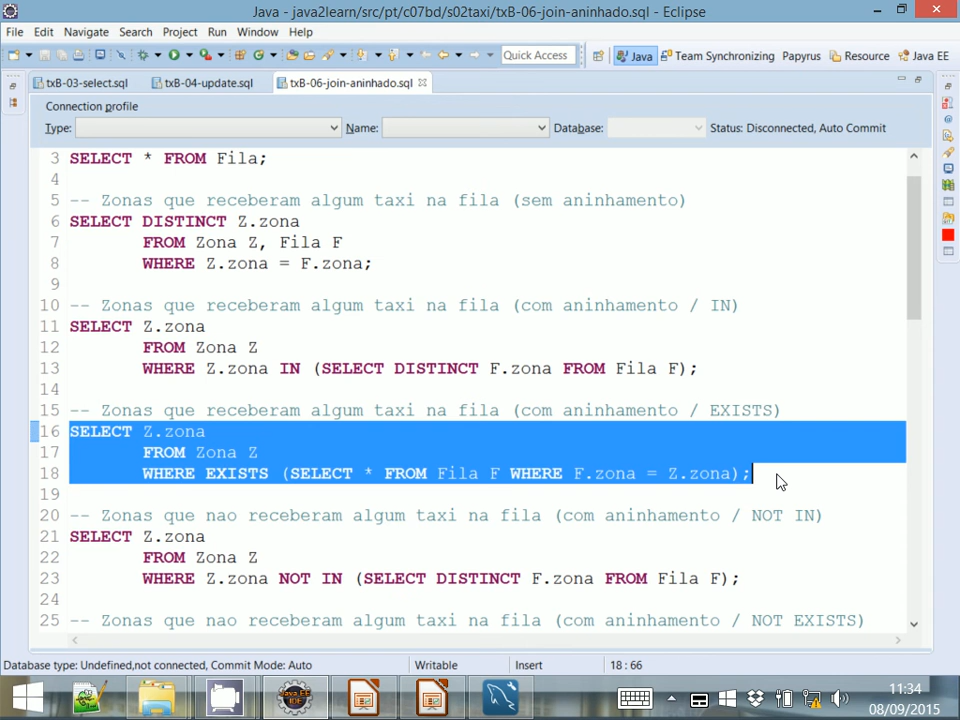 Java - java2learn/src/pt/c07bd/s02taxi/txB-06-join-aninhado.sql - Eclipse
File Edit Navigate Search Project Run Window Help
Quick Access Java Team Synchronizing Papyrus Resource Java EE
txB-03-select.sql txB-04-update.sql txB-06-join-aninhado.sql
Connection profile
Type: Name: Database: Status: Disconnected, Auto Commit
3 SELECT * FROM Fila;
4
5 -- Zonas que receberam algum taxi na fila (sem aninhamento)
6 SELECT DISTINCT Z.zona
7 FROM Zona Z, Fila F
8 WHERE Z.zona = F.zona;
9
10 -- Zonas que receberam algum taxi na fila (com aninhamento / IN)
11 SELECT Z.zona
12 FROM Zona Z
13 WHERE Z.zona IN (SELECT DISTINCT F.zona FROM Fila F);
14
15 -- Zonas que receberam algum taxi na fila (com aninhamento / EXISTS)
16 SELECT Z.zona
17 FROM Zona Z
18 WHERE EXISTS (SELECT * FROM Fila F WHERE F.zona = Z.zona);
19
20 -- Zonas que nao receberam algum taxi na fila (com aninhamento / NOT IN)
21 SELECT Z.zona
22 FROM Zona Z
23 WHERE Z.zona NOT IN (SELECT DISTINCT F.zona FROM Fila F);
24
25 -- Zonas que nao receberam algum taxi na fila (com aninhamento / NOT EXISTS)
Database type: Undefined,not connected, Commit Mode: Auto Writable Insert 18 : 66
Java EE
IDE
11:34
08/09/2015